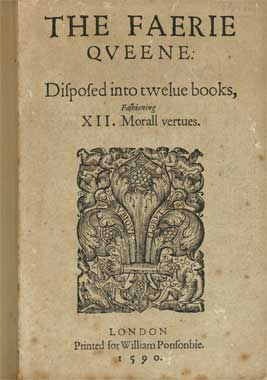 THE FAERIE
QVEENE:
Diſpoſed into twelue books,
Faſhioning
XII. Morall vertues.
LONDON
Printed for William Ponſonbie.
1590.